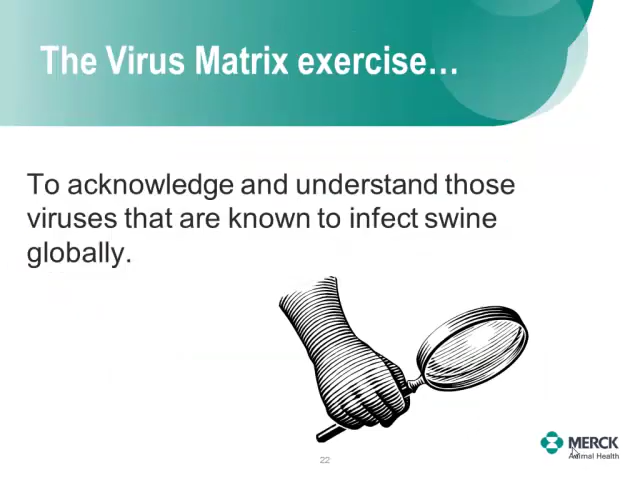 The Virus Matrix exercise…
To acknowledge and understand those
viruses that are known to infect swine
globally.
MERCK
Animal Health
22